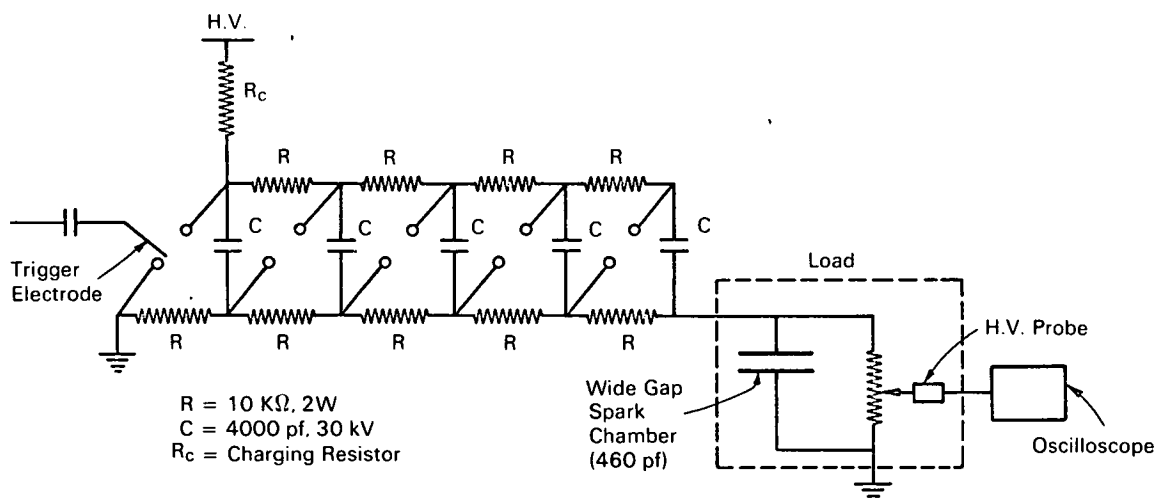 H.V.
Rc
R
R
R
R
C
C
C
C
C
Trigger
Electrode
R
R
R
R
R
Load
H.V. Probe
Wide Gap
Spark
Chamber
(460 pf)
Oscilloscope
R = 10 KΩ, 2W
C = 4000 pf, 30 kV
Rc = Charging Resistor